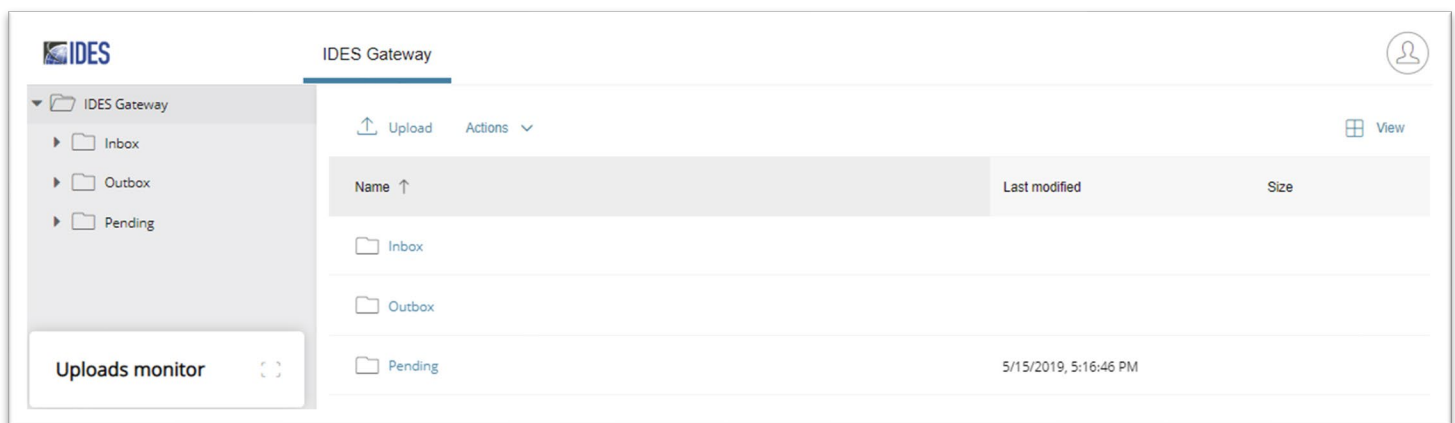 IDES
IDES Gateway
IDES Gateway
Inbox
Outbox
Pending
Uploads monitor
Upload Actions View
Name Last modified Size
Inbox
Outbox
Pending 5/15/2019, 5:16:46 PM